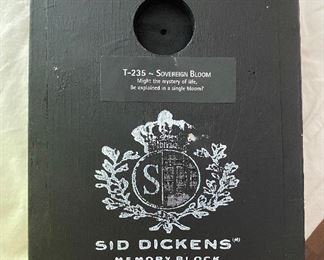 T-235 ~ SOVEREIGN BLOOM
Might the mystery of life,
Be explained in a single bloom?
S
SID DICKENS(M)
MEMORY BLOCK